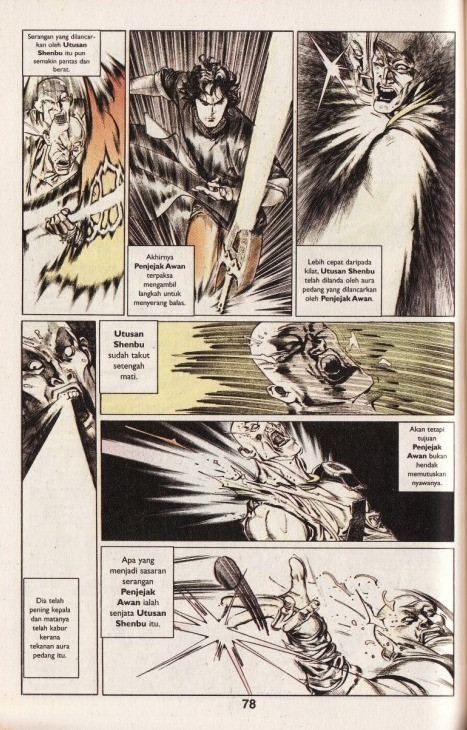 Serangan yang dilancar-
kan oleh Utusan
Shenbu itu pun
semakin pantas dan
berat.
Akhirnya
Penjejak Awan
terpaksa
mengambil
langkah untuk
menyerang balas.
Lebih cepat daripada
kilat, Utusan Shenbu
telah dilanda oleh aura
pedang yang dilancarkan
oleh Penjejak Awan.
Utusan
Shenbu
sudah takut
setengah
mati.
Akan tetapi
tujuan
Penjejak
Awan bukan
hendak
memutuskan
nyawanya.
Dia telah
pening kepala
dan matanya
telah kabur
kerana
tekanan aura
pedang itu.
Apa yang
menjadi sasaran
serangan
Penjejak
Awan ialah
senjata Utusan
Shenbu itu.
78